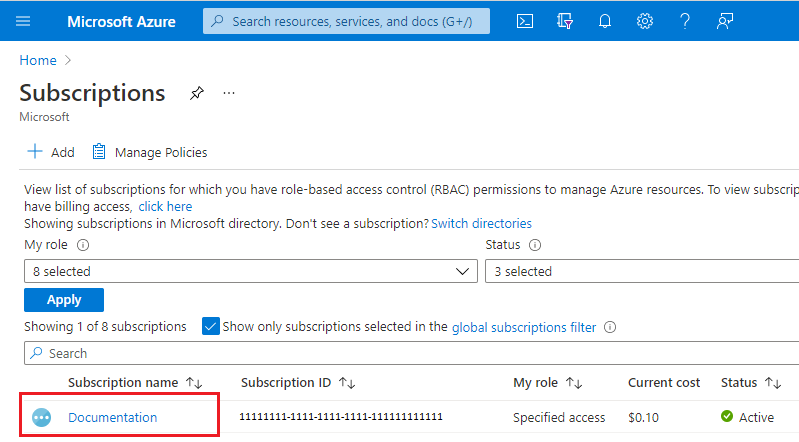 Microsoft Azure Search resources, services, and docs (G+/)
Home
Subscriptions
Microsoft
Add Manage Policies
View list of subscriptions for which you have role-based access control (RBAC) permissions to manage Azure resources. To view subscrip
have billing access, click here
Showing subscriptions in Microsoft directory. Don't see a subscription? Switch directories
My role Status
8 selected 3 selected
Apply
Showing 1 of 8 subscriptions Show only subscriptions selected in the global subscriptions filter
Search
Subscription name Subscription ID My role Current cost Status
Documentation 11111111-1111-1111-1111-111111111111 Specified access $0.10 Active